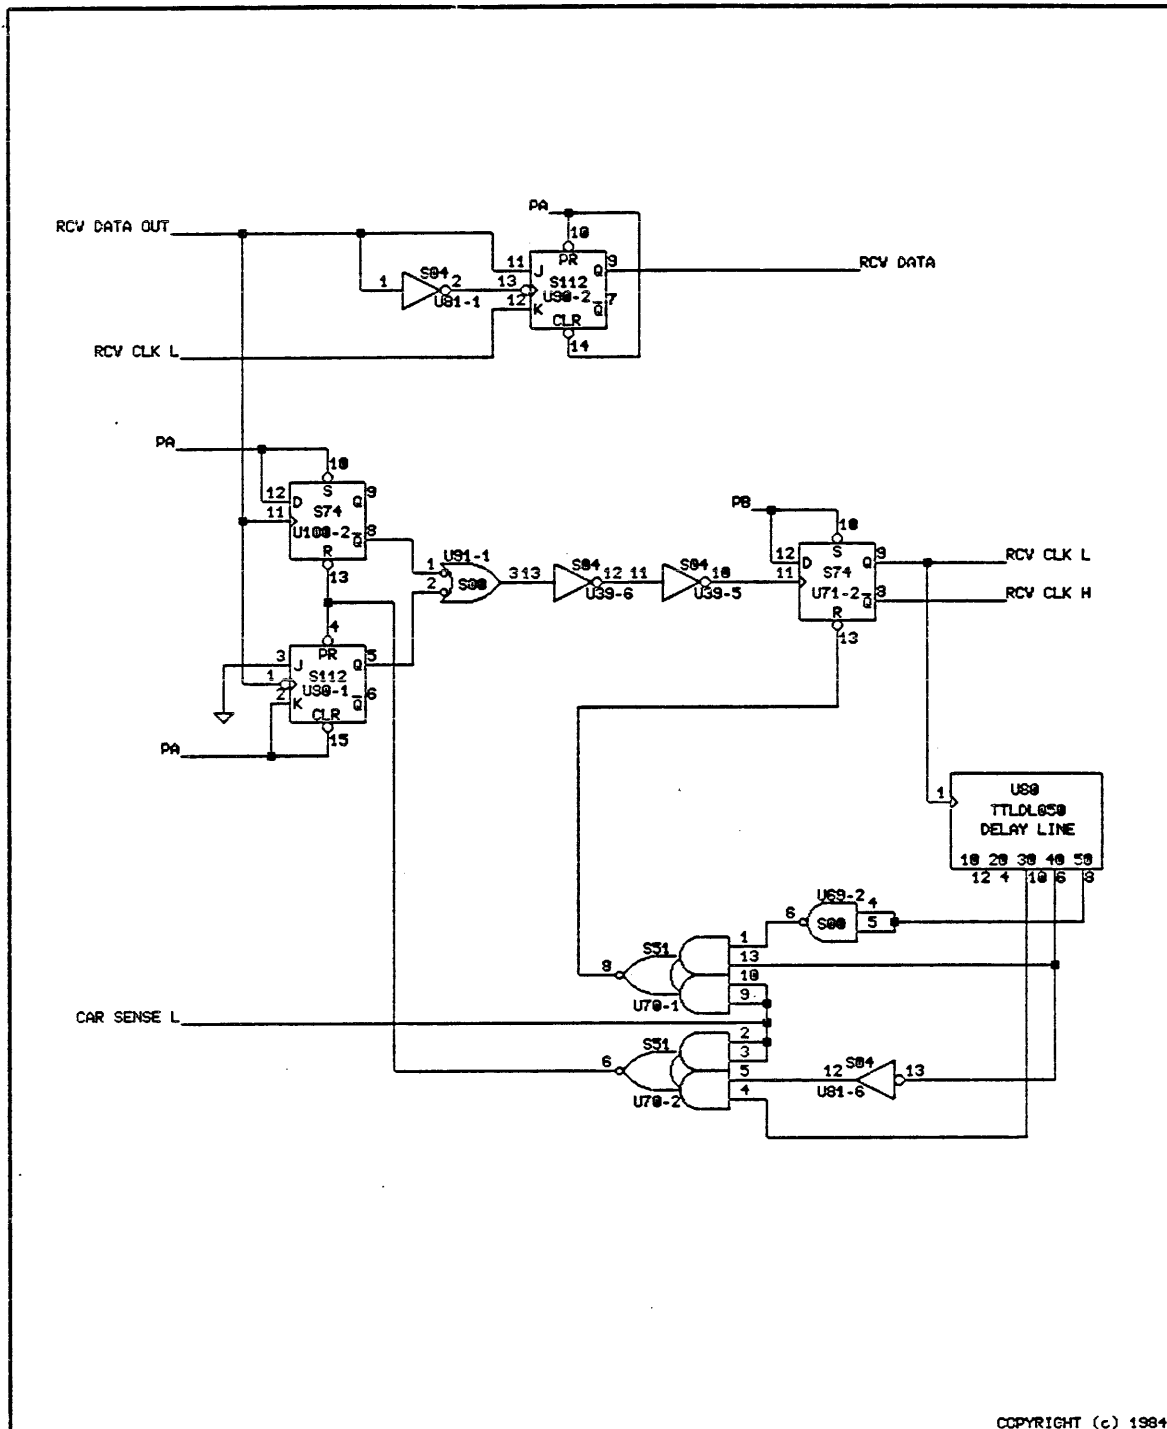 PA
RCV DATA OUT
10
PR
11 J Q 9
RCV DATA
S04
1 2
U81-1
S112
13
U90-2 7
12 K Q
CLR
14
RCV CLK L
PA
10
S
12 D Q 9
S74
11 U100-2 8
Q
R
13
PB
10
S
12 D Q 9
RCV CLK L
S74
11 U71-2 8
Q
RCV CLK H
R
13
U91-1
1
2 S00 3
13 S04 12
U39-6
11 S04 10
U39-5
4
PR
3 J Q 5
S112
1 U90-1 6
2 K Q
CLR
15
PA
1 U80
TTLDL050
DELAY LINE
10 20 30 40 50
12 4 10 6 8
U69-2
6 S00 4
5
S51
1
13
8 10
9
U70-1
CAR SENSE L
S51
2
3
6 5
4
U70-2
12 S04 13
U81-6
COPYRIGHT (c) 1984